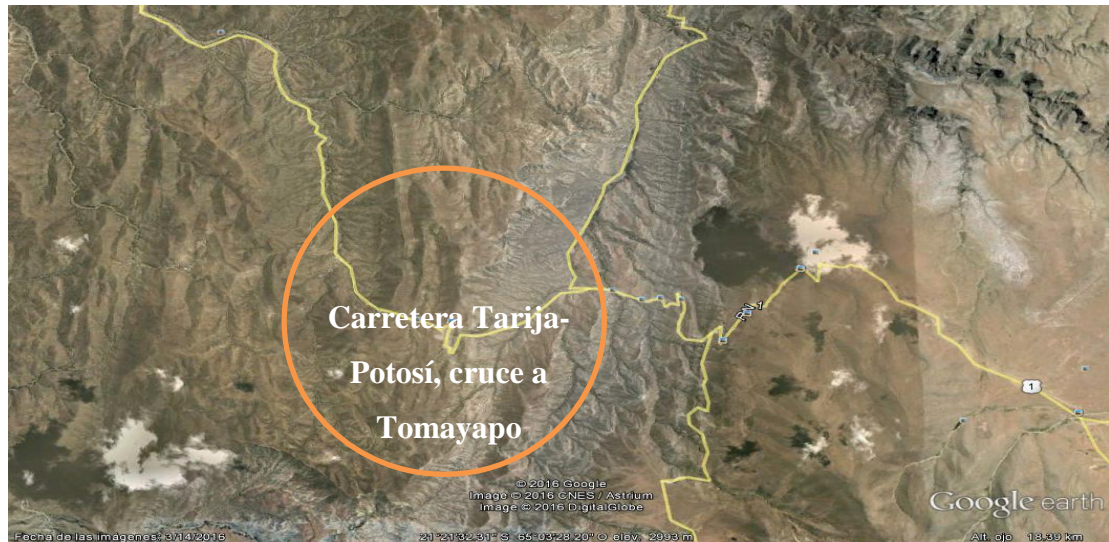 RN 1
1
Carretera Tarija-
Potosí, cruce a
Tomayapo
© 2016 Google
Image © 2016 CNES / Astrium
Image © 2016 DigitalGlobe
Google earth
Fecha de las imágenes: 3/14/2016 21°21'32.31" S 65°03'28.20" O elev. 2993 m Alt. ojo 18.39 km